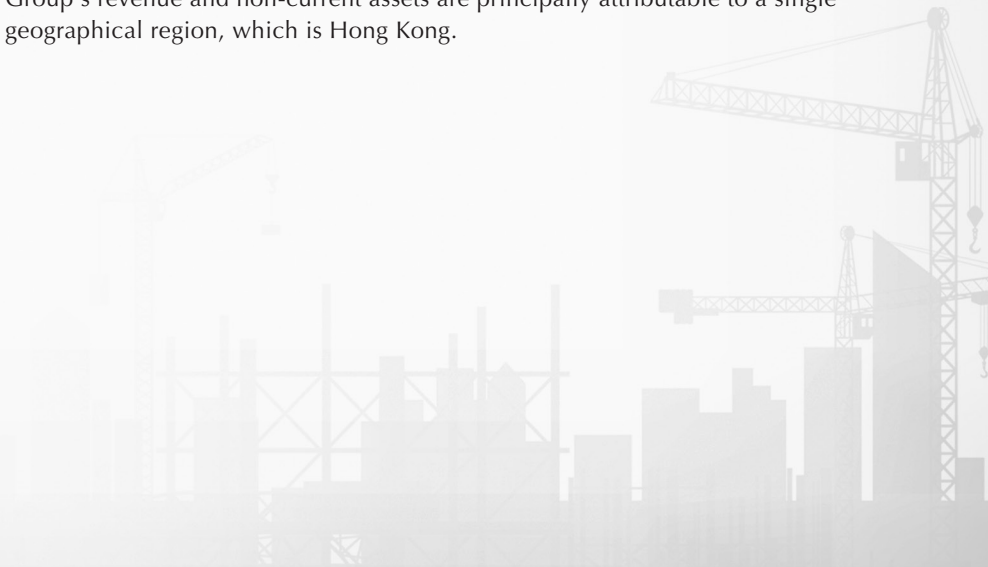 Group's revenue and non-current assets are principally attributable to a single
geographical region, which is Hong Kong.